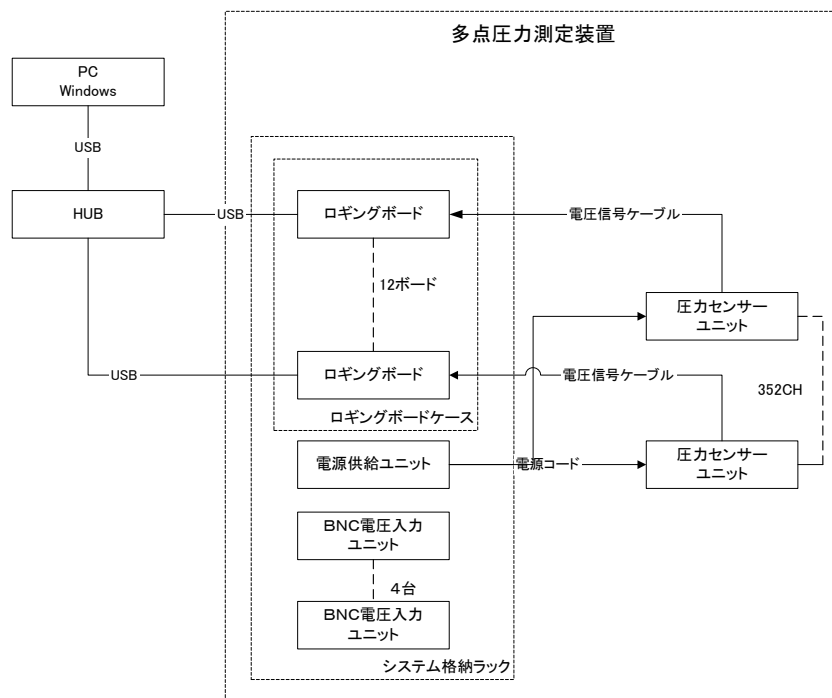 多点圧力測定装置
PC
Windows
USB
HUB
USB
ロギングボード
電圧信号ケーブル
12ボード
圧力センサー
ユニット
USB
ロギングボード
電圧信号ケーブル
352CH
ロギングボードケース
電源供給ユニット
電源コード
圧力センサー
ユニット
BNC電圧入力
ユニット
4台
BNC電圧入力
ユニット
システム格納ラック